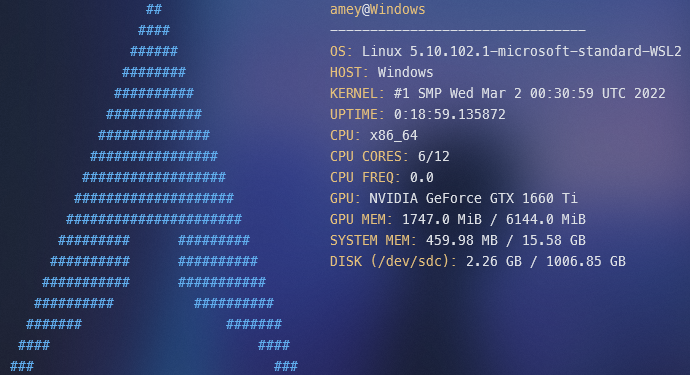 ##
####
######
########
##########
############
##############
################
##################
####################
######################
#########      #########
##########      ##########
###########      ###########
##########          ##########
#######                  #######
####                          ####
###                              ###
amey@Windows
--------------------------------
OS: Linux 5.10.102.1-microsoft-standard-WSL2
HOST: Windows
KERNEL: #1 SMP Wed Mar 2 00:30:59 UTC 2022
UPTIME: 0:18:59.135872
CPU: x86_64
CPU CORES: 6/12
CPU FREQ: 0.0
GPU: NVIDIA GeForce GTX 1660 Ti
GPU MEM: 1747.0 MiB / 6144.0 MiB
SYSTEM MEM: 459.98 MB / 15.58 GB
DISK (/dev/sdc): 2.26 GB / 1006.85 GB